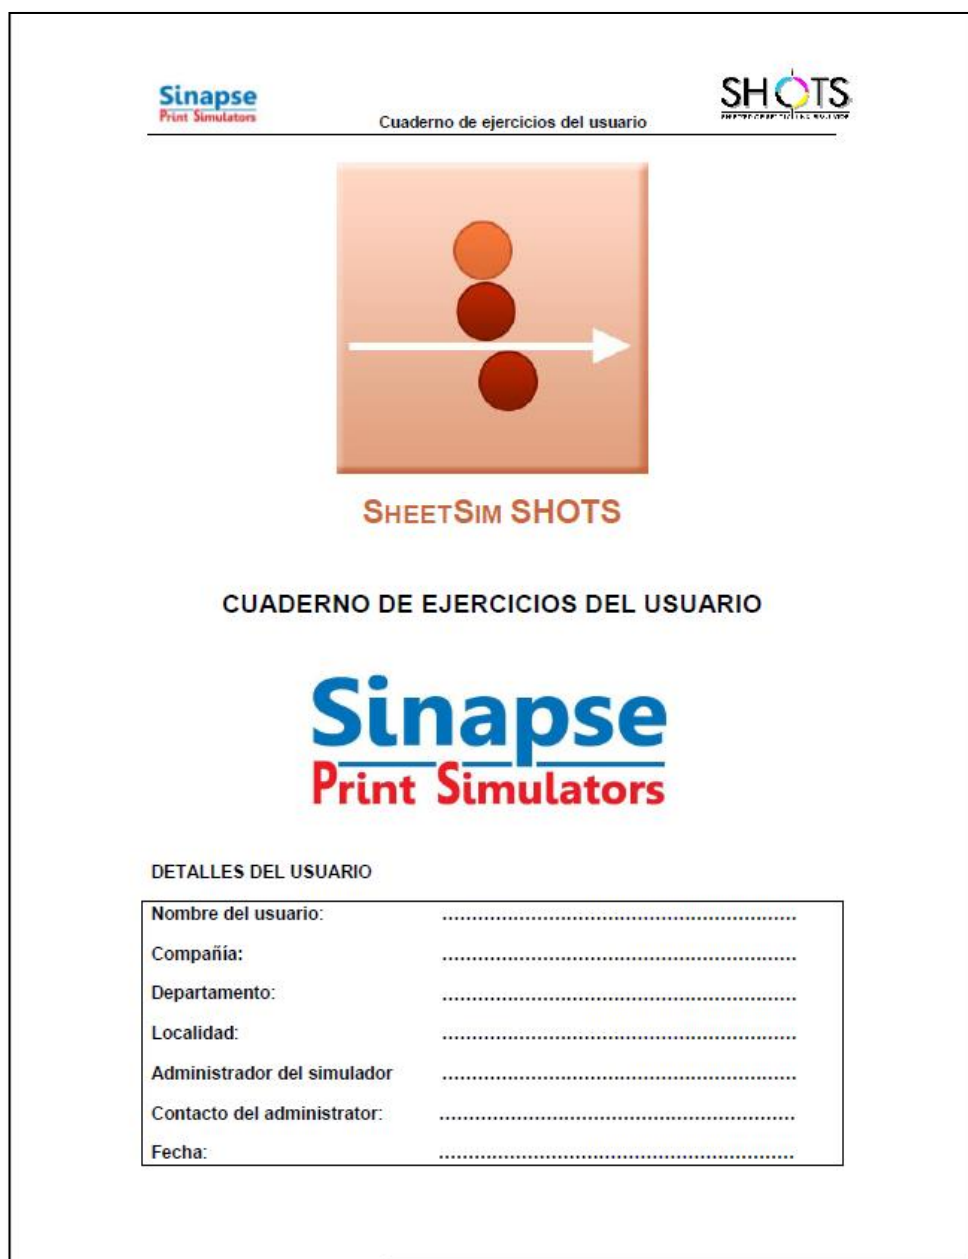 Sinapse
Print Simulators
Cuaderno de ejercicios del usuario
SHOTS
SHEETSIM SHOTS
CUADERNO DE EJERCICIOS DEL USUARIO
Sinapse
Print Simulators
DETALLES DEL USUARIO
Nombre del usuario: ............................................................
Compañía: ............................................................
Departamento: ............................................................
Localidad: ............................................................
Administrador del simulador ............................................................
Contacto del administrator: ............................................................
Fecha: ............................................................